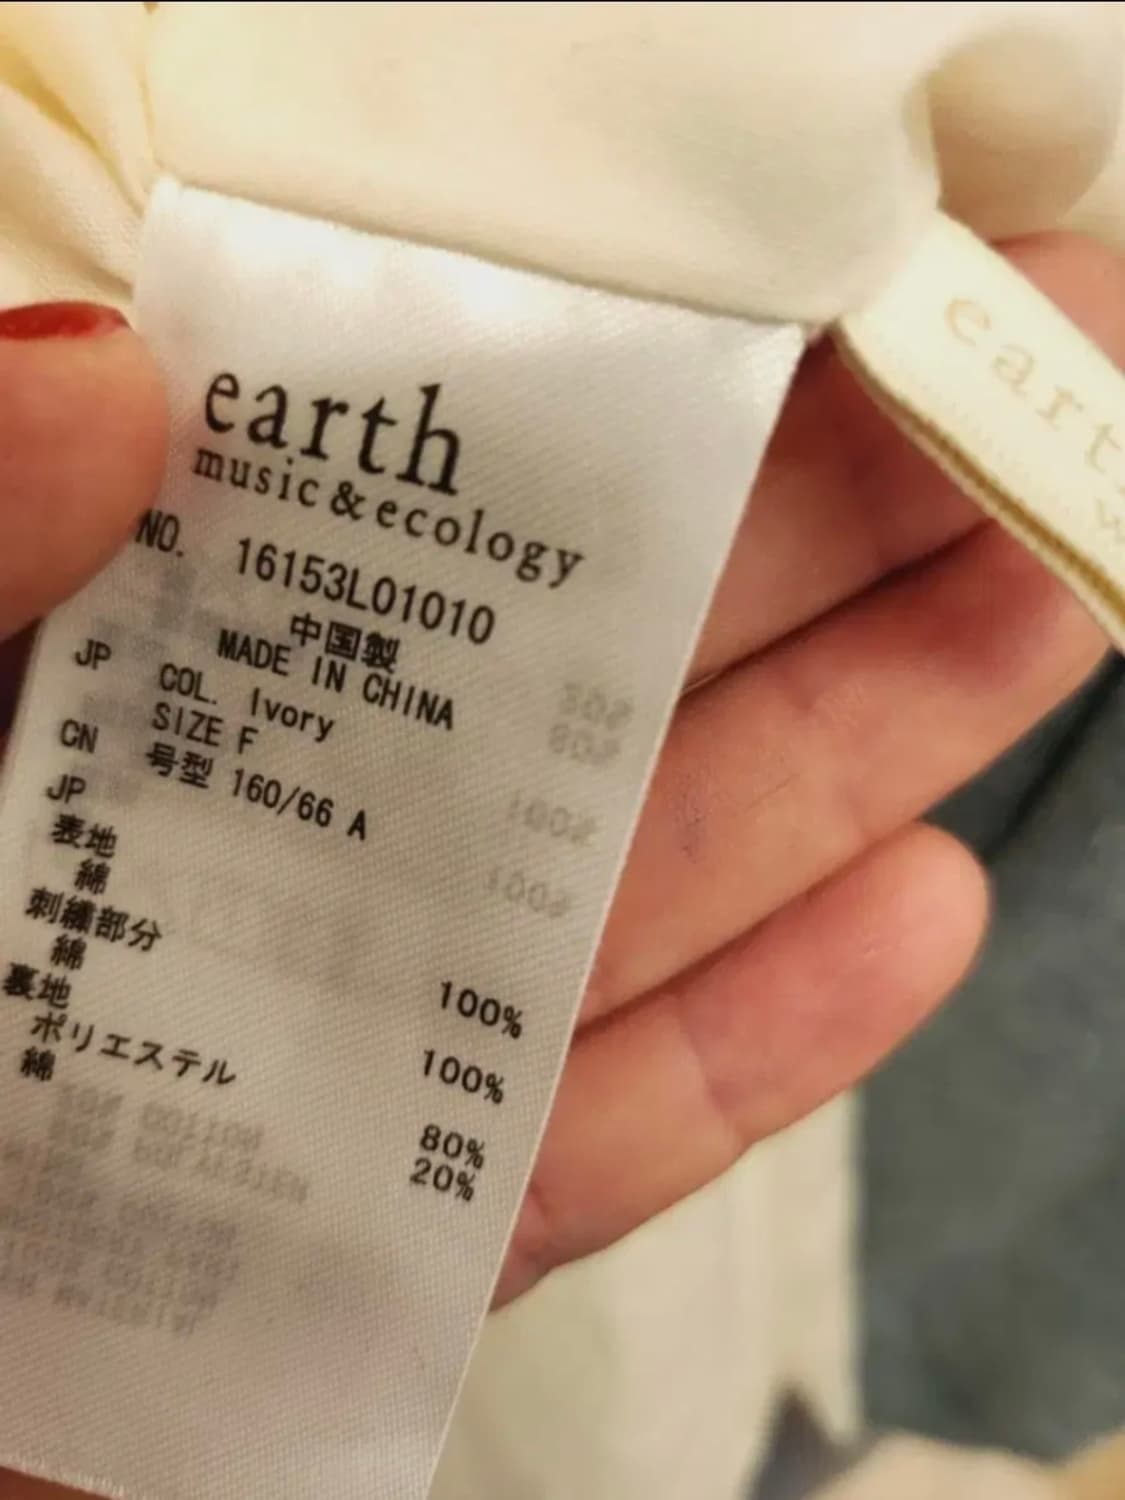 earth
music&ecology
NO. 16153L01010
中国製
MADE IN CHINA
JP COL. Ivory
SIZE F
CN 号型 160/66 A
JP
表地
綿 100%
刺繍部分
綿 100%
裏地
ポリエステル 80%
綿 20%
eart